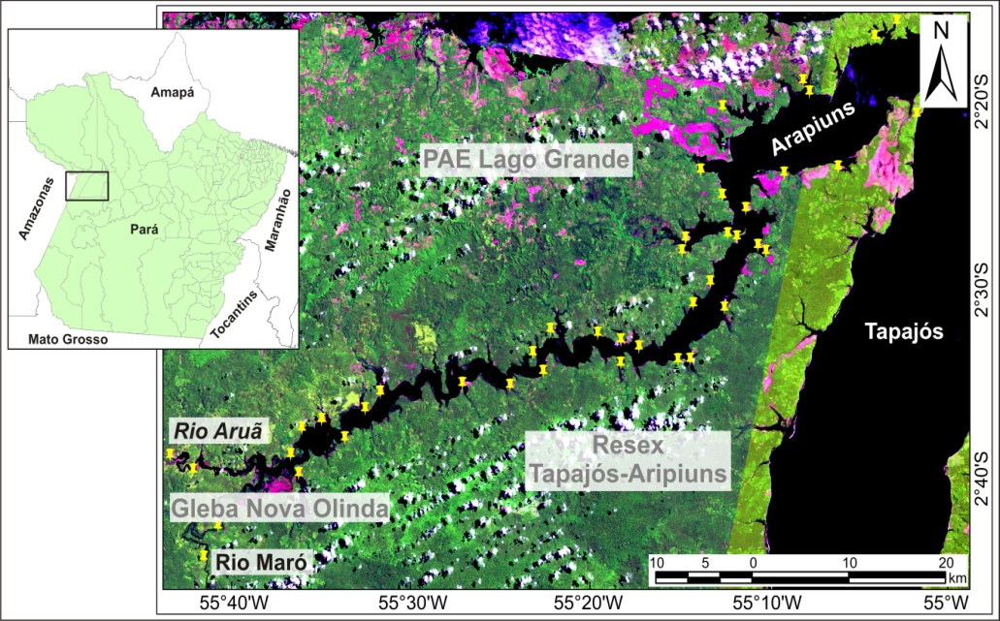 Amapá
Amazonas
Pará
Maranhão
Tocantins
Mato Grosso
N
Arapiuns
PAE Lago Grande
Tapajós
Rio Aruã
Resex
Tapajós-Aripiuns
Gleba Nova Olinda
Rio Maró
10 5 0 10 20
km
2°20'S
2°30'S
2°40'S
55°40'W 55°30'W 55°20'W 55°10'W 55°W